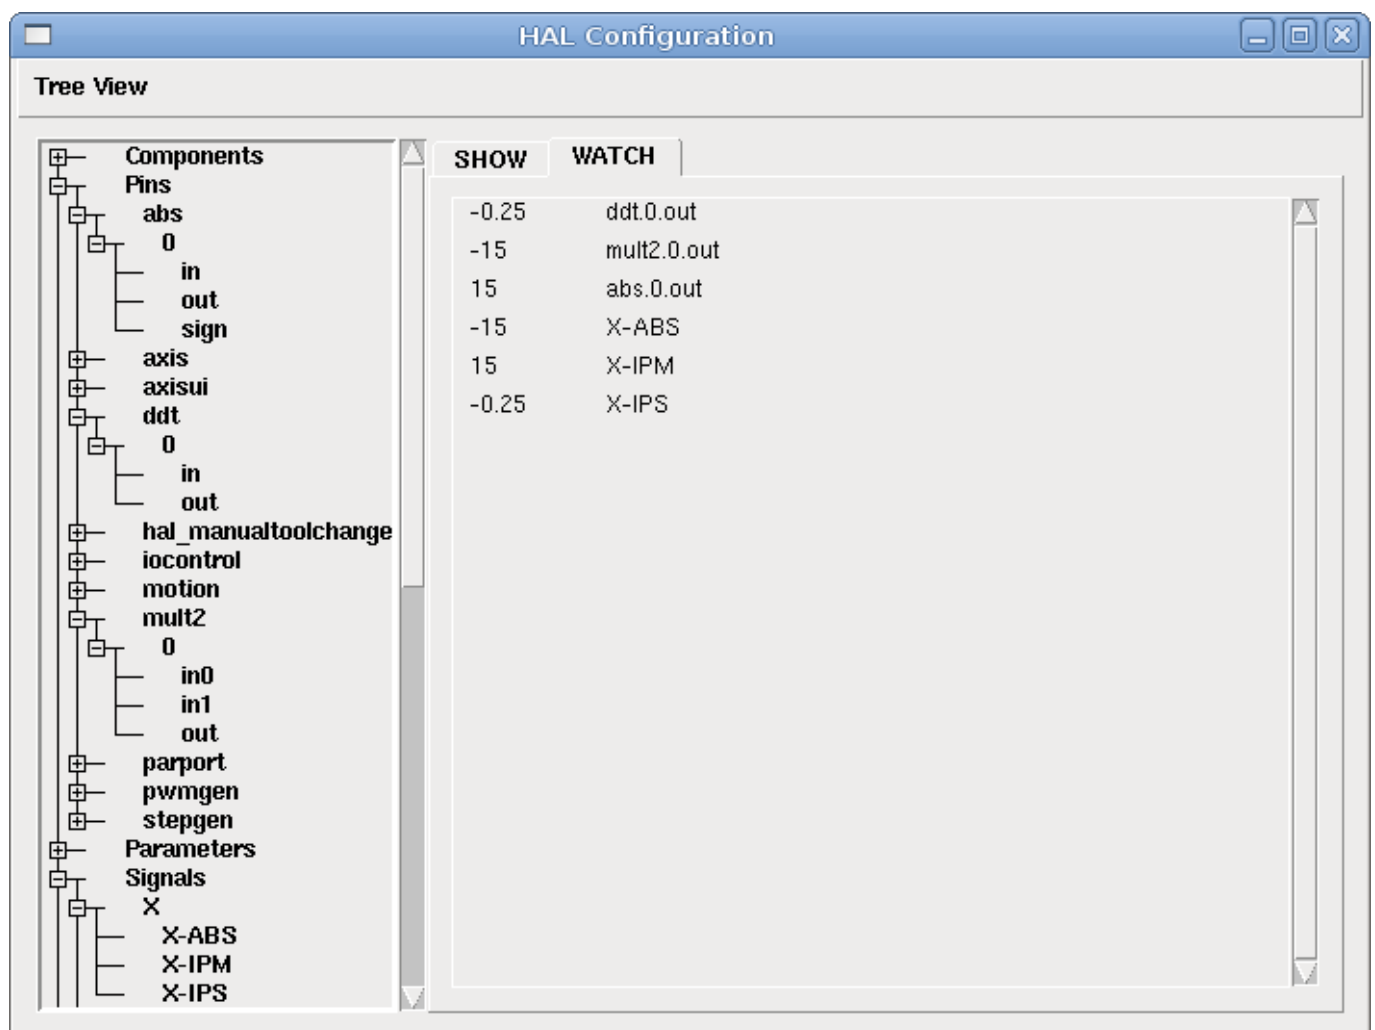 HAL Configuration
Tree View
Components
Pins
abs
0
in
out
sign
axis
axisui
ddt
0
in
out
hal_manualtoolchange
iocontrol
motion
mult2
0
in0
in1
out
parport
pwmgen
stepgen
Parameters
Signals
X
X-ABS
X-IPM
X-IPS
SHOW WATCH
-0.25 ddt.0.out
-15 mult2.0.out
15 abs.0.out
-15 X-ABS
15 X-IPM
-0.25 X-IPS